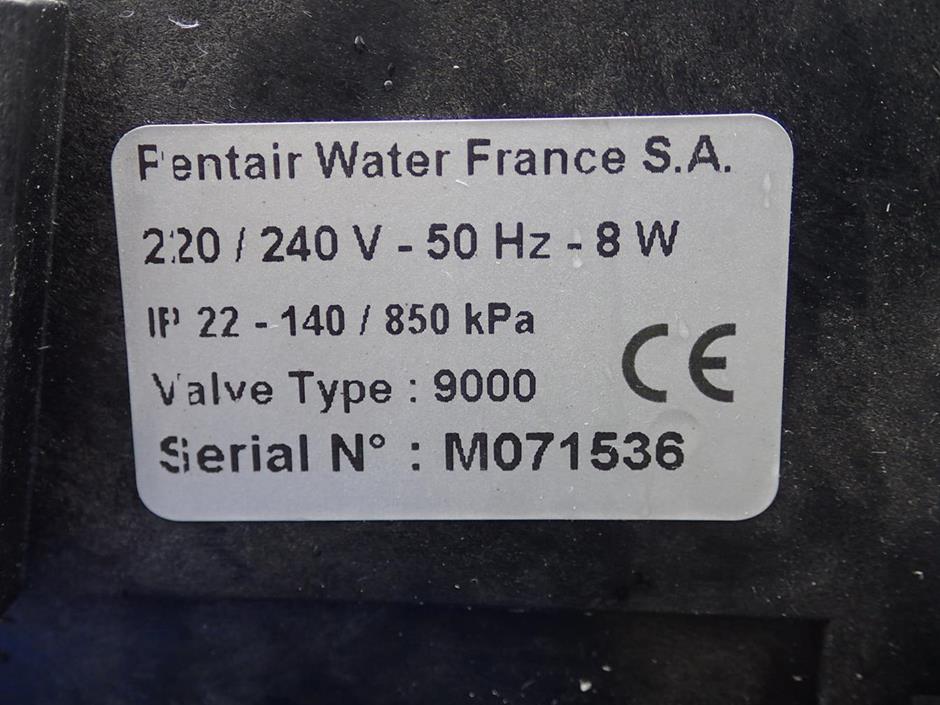 Pentair Water France S.A.
220 / 240 V - 50 Hz - 8 W
IP 22 - 140 / 850 kPa
Valve Type : 9000
CE
Serial N° : M071536